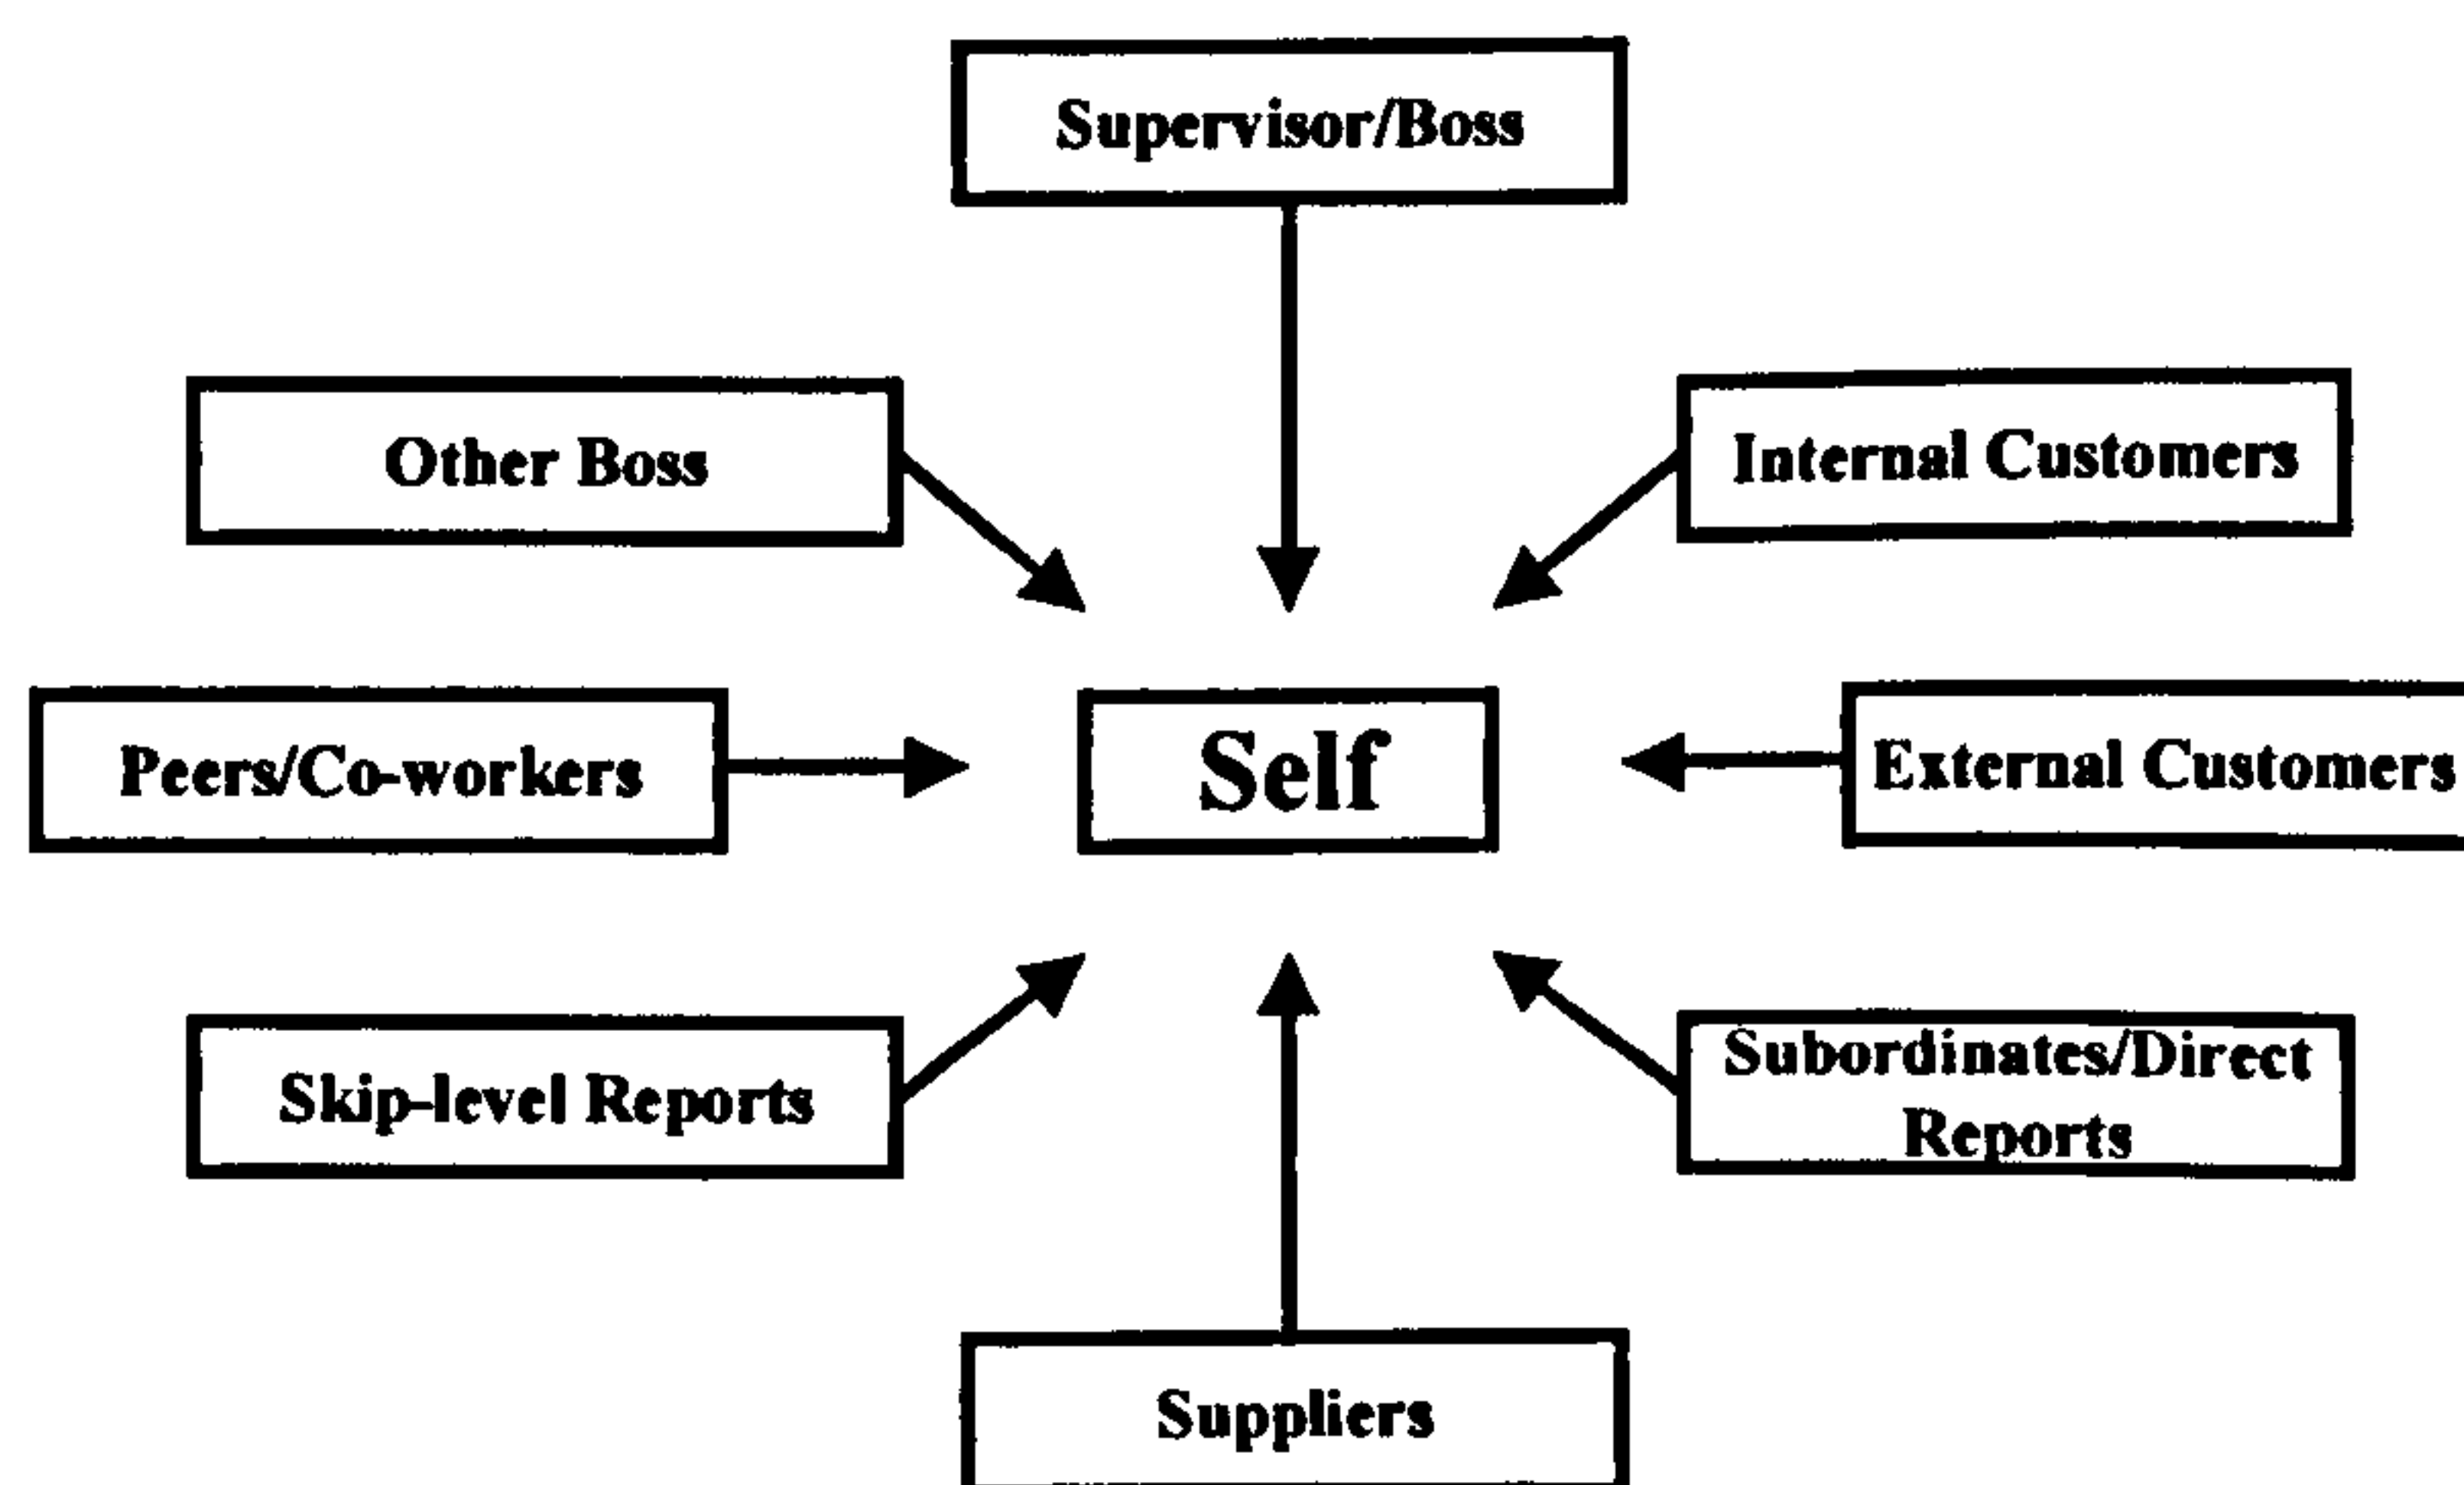 Supervisor/Boss
Other Boss
Internal Customers
Peers/Co-workers
Self
External Customers
Skip-level Reports
Subordinates/Direct
Reports
Suppliers